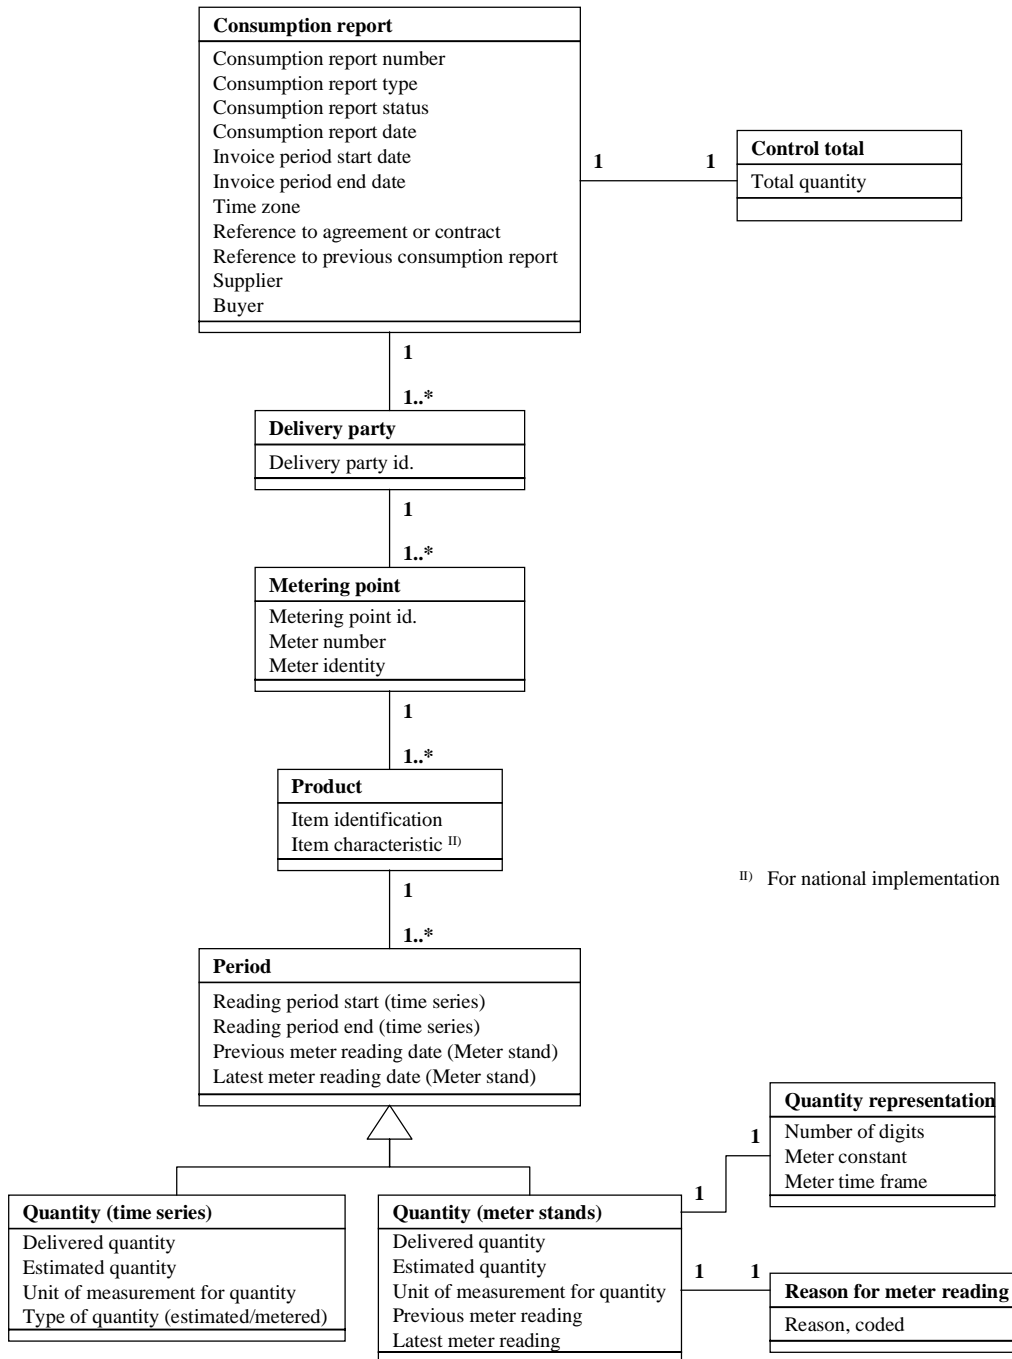 Consumption report
Consumption report number
Consumption report type
Consumption report status
Consumption report date
Invoice period start date
Invoice period end date
Time zone
Reference to agreement or contract
Reference to previous consumption report
Supplier
Buyer
1 1
Control total
Total quantity
1
1..*
Delivery party
Delivery party id.
1
1..*
Metering point
Metering point id.
Meter number
Meter identity
1
1..*
Product
Item identification
Item characteristic II)
II) For national implementation
1
1..*
Period
Reading period start (time series)
Reading period end (time series)
Previous meter reading date (Meter stand)
Latest meter reading date (Meter stand)
Quantity (time series)
Delivered quantity
Estimated quantity
Unit of measurement for quantity
Type of quantity (estimated/metered)
Quantity (meter stands)
Delivered quantity
Estimated quantity
Unit of measurement for quantity
Previous meter reading
Latest meter reading
1
1
Quantity representation
Number of digits
Meter constant
Meter time frame
1 1
Reason for meter reading
Reason, coded